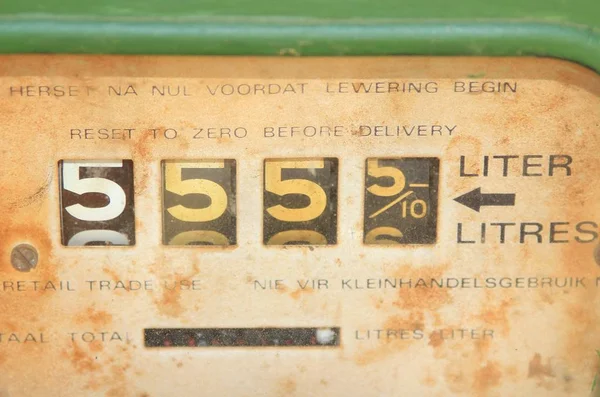 HERSET NA NUL VOORDAT LEWERING BEGIN
RESET TO ZERO BEFORE DELIVERY
5 5 5 5/10 LITER
LITRES
RETAIL TRADE USE NIE VIR KLEINHANDELSGEBRUIK
TAAL TOTAL LITRES LITER